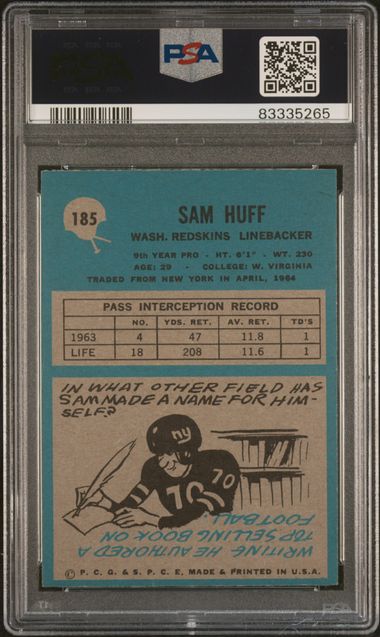 PSA
83335265
185
SAM HUFF
WASH. REDSKINS LINEBACKER
9th YEAR PRO - HT. 6'1" - WT. 230
AGE: 29 - COLLEGE: W. VIRGINIA
TRADED FROM NEW YORK IN APRIL, 1964
PASS INTERCEPTION RECORD
NO. YDS. RET. AV. RET. TD'S
1963 4 47 11.8 1
LIFE 18 208 11.6 1
IN WHAT OTHER FIELD HAS
SAM MADE A NAME FOR HIM-
SELF?
NY
70
70
WRITING. HE AUTHORED A
TOP SELLING BOOK ON
FOOTBALL.
© P. C. G. & S. P. C. E. MADE & PRINTED IN U.S.A.
PSA